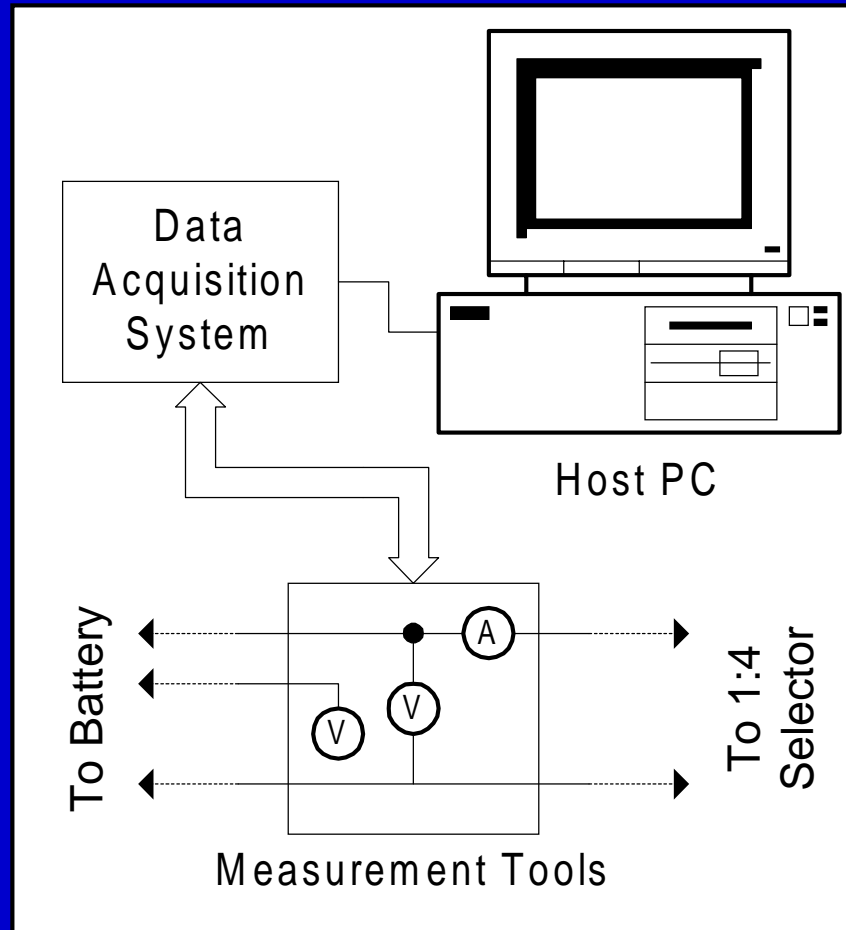 Data
Acquisition
System
Host PC
To Battery
A
V
V
To 1:4
Selector
Measurement Tools